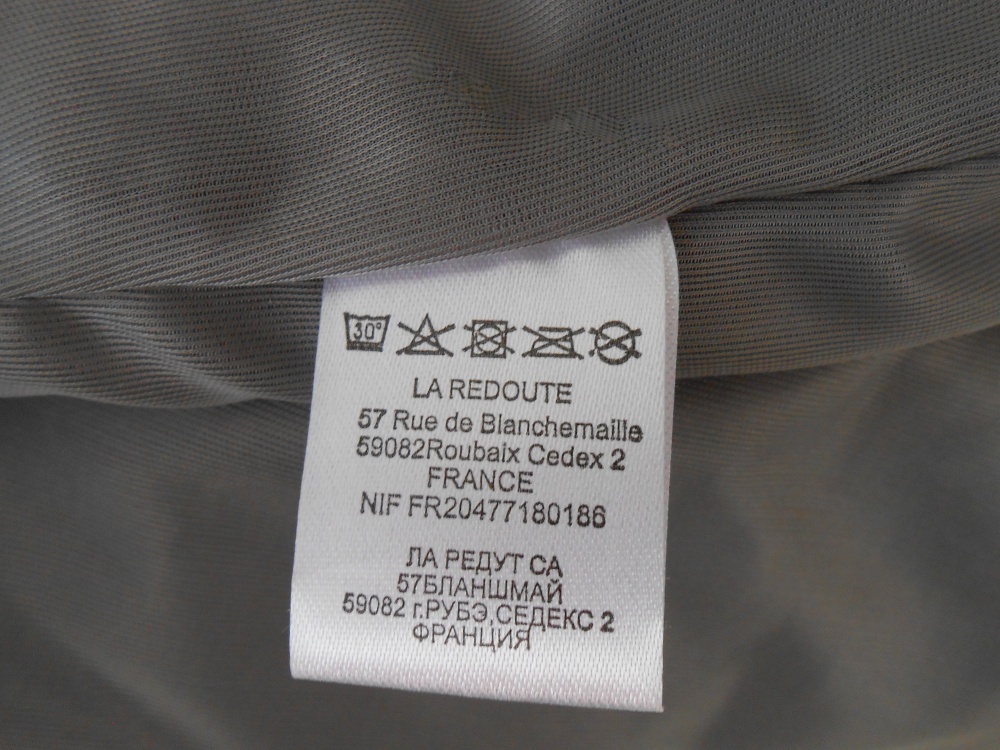 30°
LA REDOUTE
57 Rue de Blanchemaille
59082Roubaix Cedex 2
FRANCE
NIF FR20477180186
ЛА РЕДУТ СА
57БЛАНШМАЙ
59082 г.РУБЭ,СЕДЕКС 2
ФРАНЦИЯ